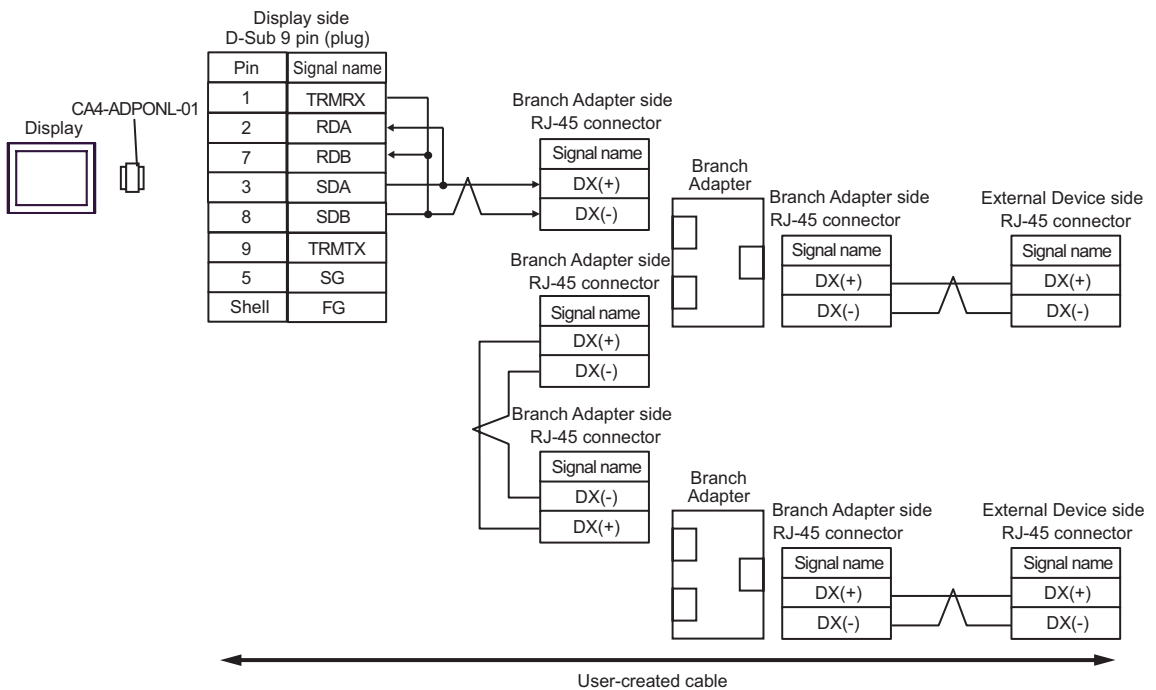 Display side
D-Sub 9 pin (plug)
Pin Signal name
1 TRMRX
2 RDA
7 RDB
3 SDA
8 SDB
9 TRMTX
5 SG
Shell FG
CA4-ADPONL-01
Display
Branch Adapter side
RJ-45 connector
Signal name
DX(+)
DX(-)
Branch
Adapter
Branch Adapter side
RJ-45 connector
Signal name
DX(+)
DX(-)
External Device side
RJ-45 connector
Signal name
DX(+)
DX(-)
Branch Adapter side
RJ-45 connector
Signal name
DX(+)
DX(-)
Branch Adapter side
RJ-45 connector
Signal name
DX(-)
DX(+)
Branch
Adapter
Branch Adapter side
RJ-45 connector
Signal name
DX(+)
DX(-)
External Device side
RJ-45 connector
Signal name
DX(+)
DX(-)
User-created cable